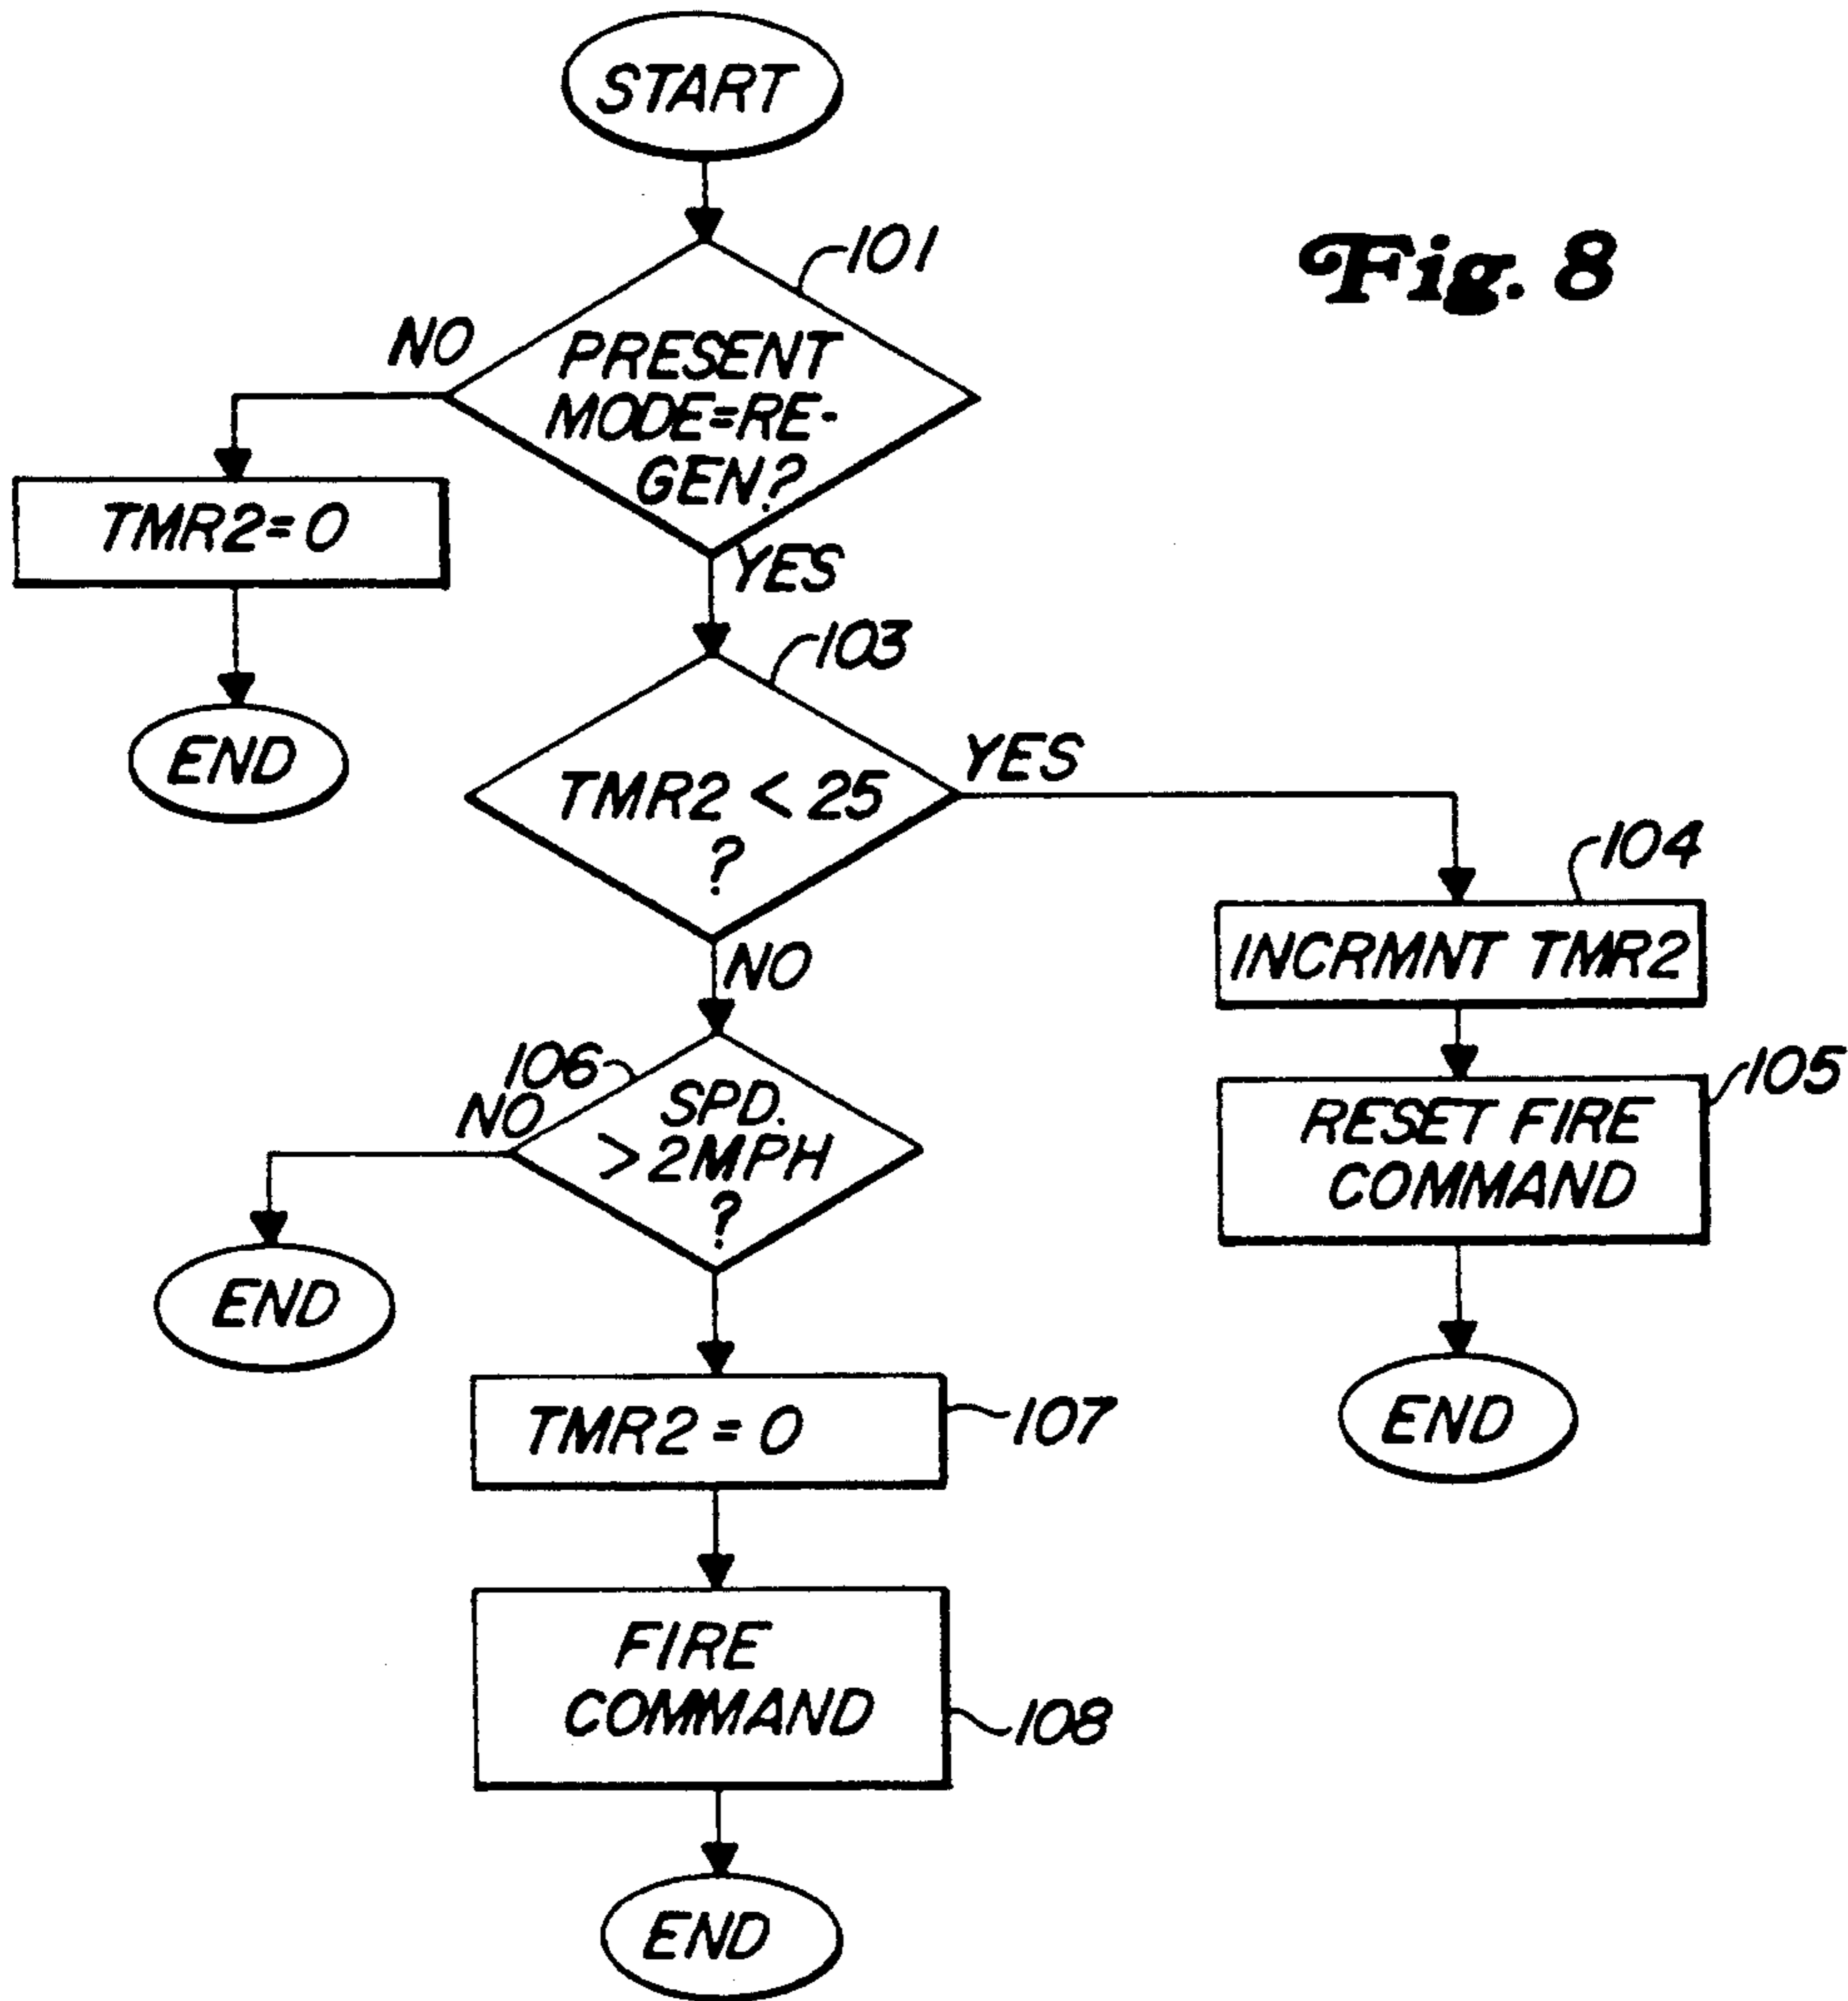 START
101
Fig. 8
NO
PRESENT
MODE=RE-
GEN?
YES
TMR2=0
END
103
TMR2 < 25
?
YES
NO
104
INCRMNT TMR2
105
RESET FIRE
COMMAND
END
106
NO
SPD.
>2MPH
?
END
TMR2 = 0
107
FIRE
COMMAND
108
END